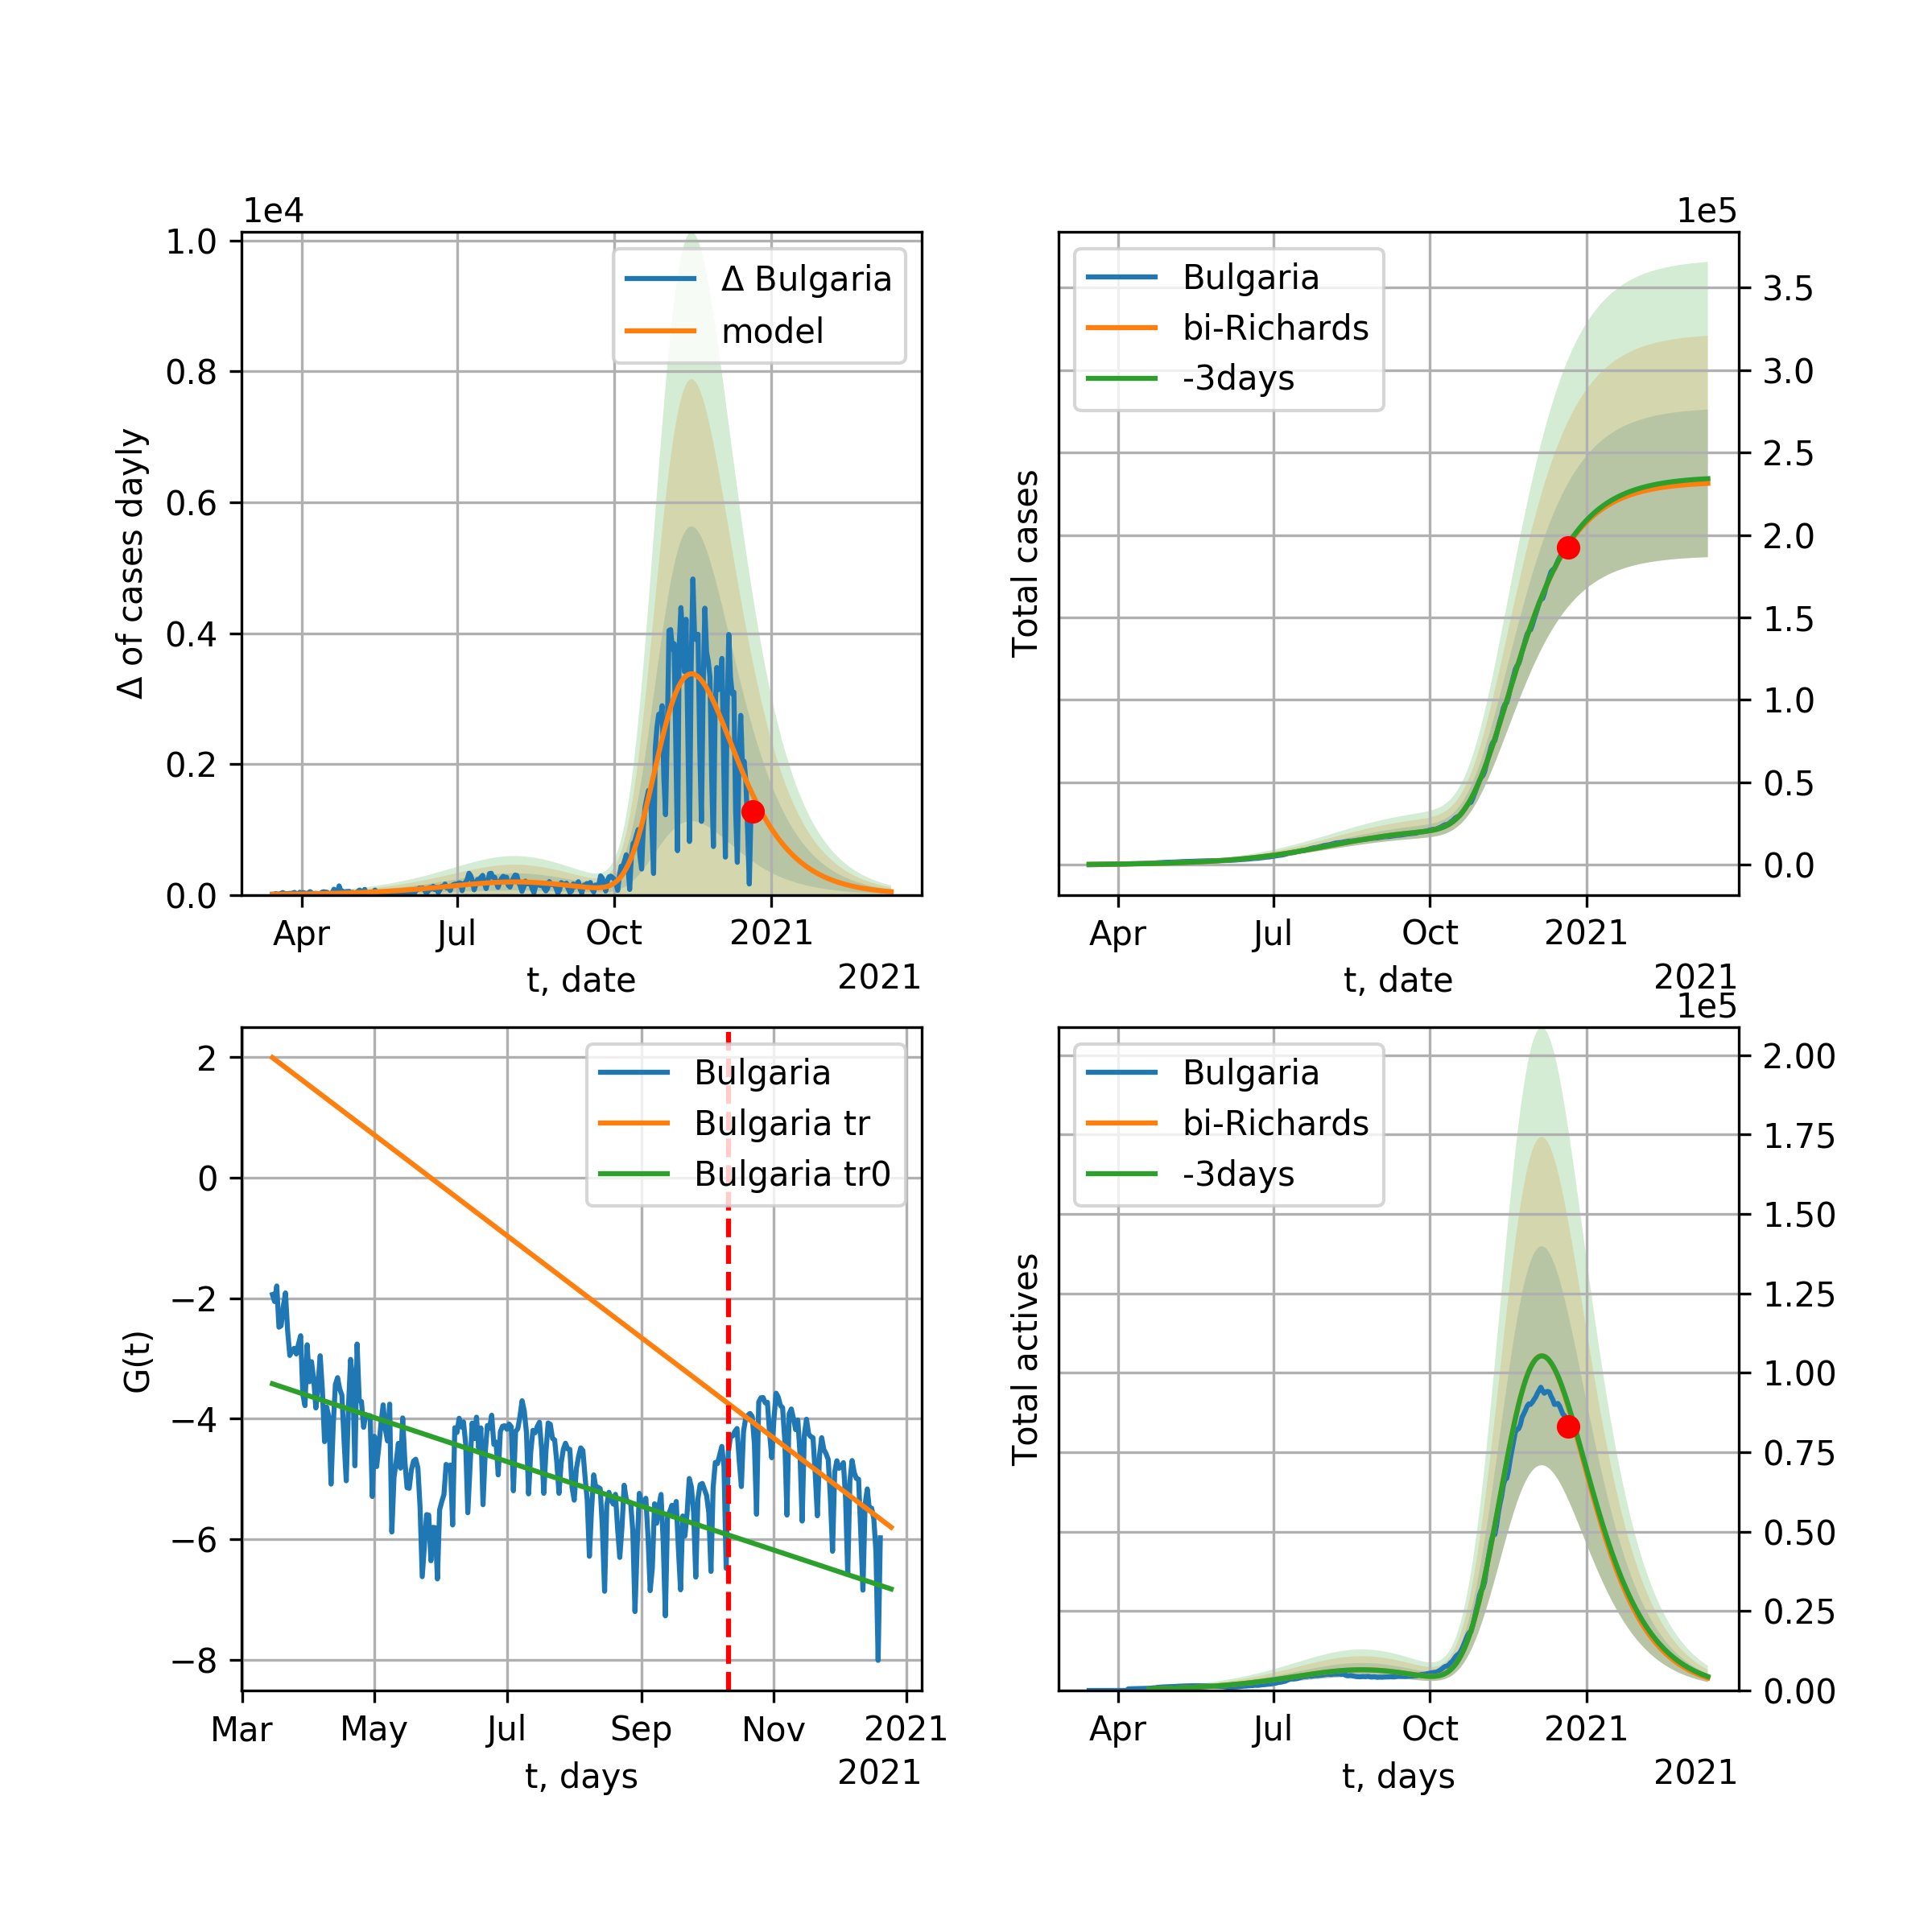 1e4
1.0
0.8
0.6
0.4
0.2
0.0
Δ of cases dayly
Δ Bulgaria
model
Apr
Jul
Oct
2021
t, date
2021
1e5
Bulgaria
bi-Richards
-3days
Total cases
3.5
3.0
2.5
2.0
1.5
1.0
0.5
0.0
Apr
Jul
Oct
2021
t, date
2021
2
0
−2
−4
−6
−8
G(t)
Bulgaria
Bulgaria tr
Bulgaria tr0
Mar
May
Jul
Sep
Nov
2021
t, days
2021
1e5
Bulgaria
bi-Richards
-3days
Total actives
2.00
1.75
1.50
1.25
1.00
0.75
0.50
0.25
0.00
Apr
Jul
Oct
2021
t, days
2021